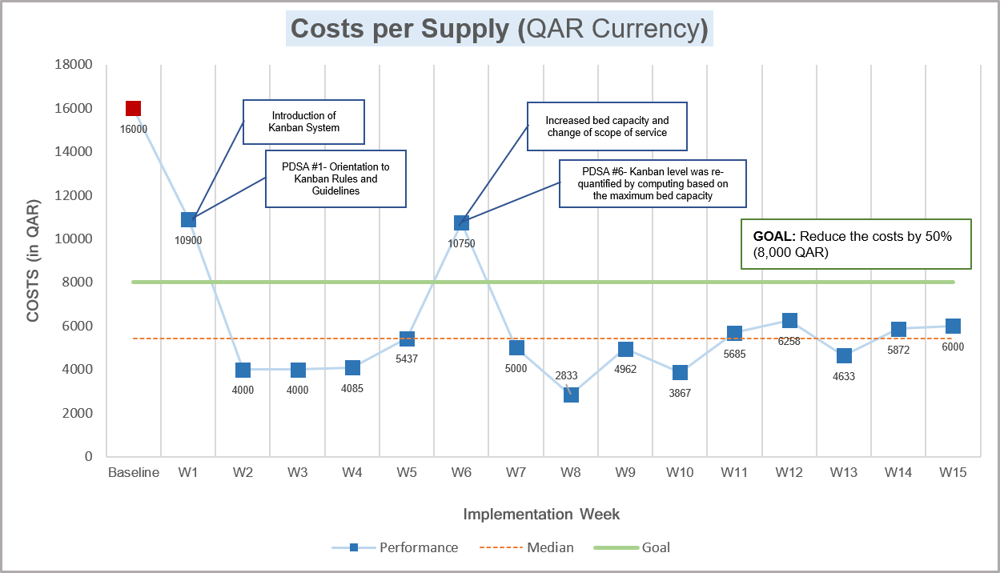 Costs per Supply (QAR Currency)
18000
16000
14000
12000
10000
8000
6000
4000
2000
0
COSTS (in QAR)
Introduction of
Kanban System
PDSA #1- Orientation to
Kanban Rules and
Guidelines
Increased bed capacity and
change of scope of service
PDSA #6- Kanban level was re-
quantified by computing based on
the maximum bed capacity
GOAL: Reduce the costs by 50%
(8,000 QAR)
16000
10900
4000
4000
4085
5437
10750
5000
2833
4962
3867
5685
6258
4633
5872
6000
Baseline W1 W2 W3 W4 W5 W6 W7 W8 W9 W10 W11 W12 W13 W14 W15
Implementation Week
Performance Median Goal